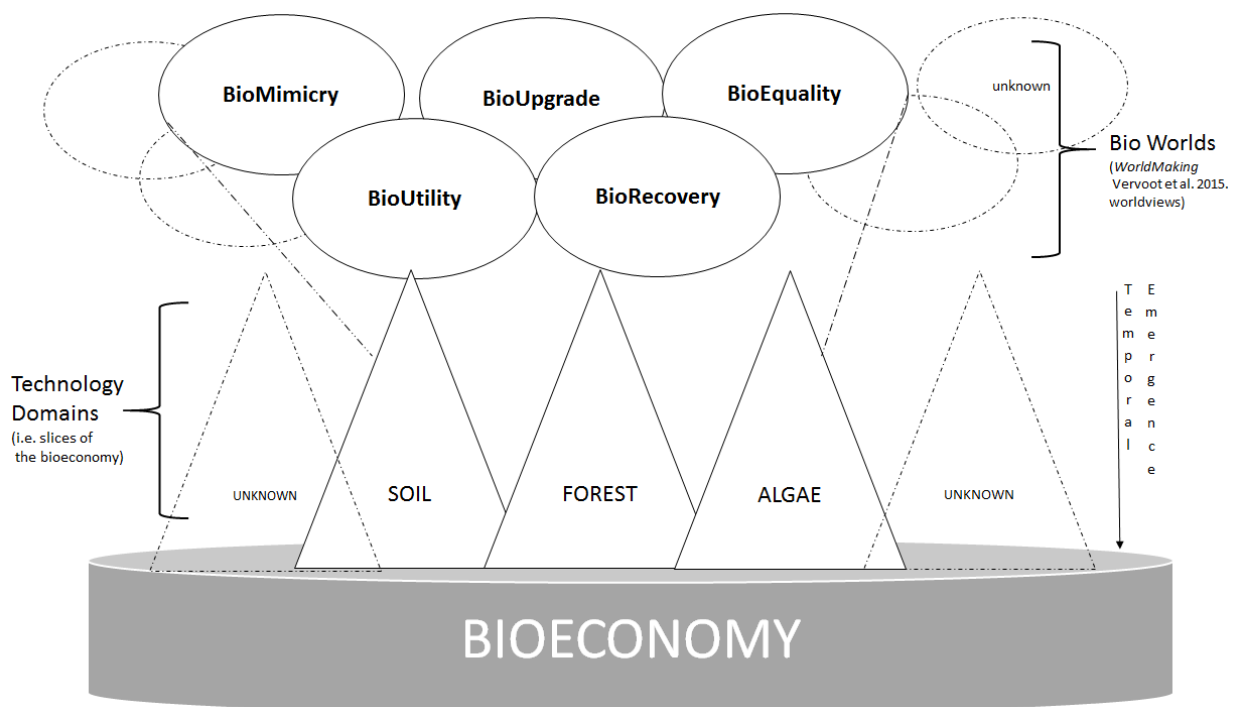 BioMimicry
BioUpgrade
BioEquality
unknown
BioUtility
BioRecovery
Bio Worlds
(WorldMaking
Vervoot et al. 2015.
worldviews)
Temporal
Emergence
Technology
Domains
(i.e. slices of
the bioeconomy)
UNKNOWN
SOIL
FOREST
ALGAE
UNKNOWN
BIOECONOMY